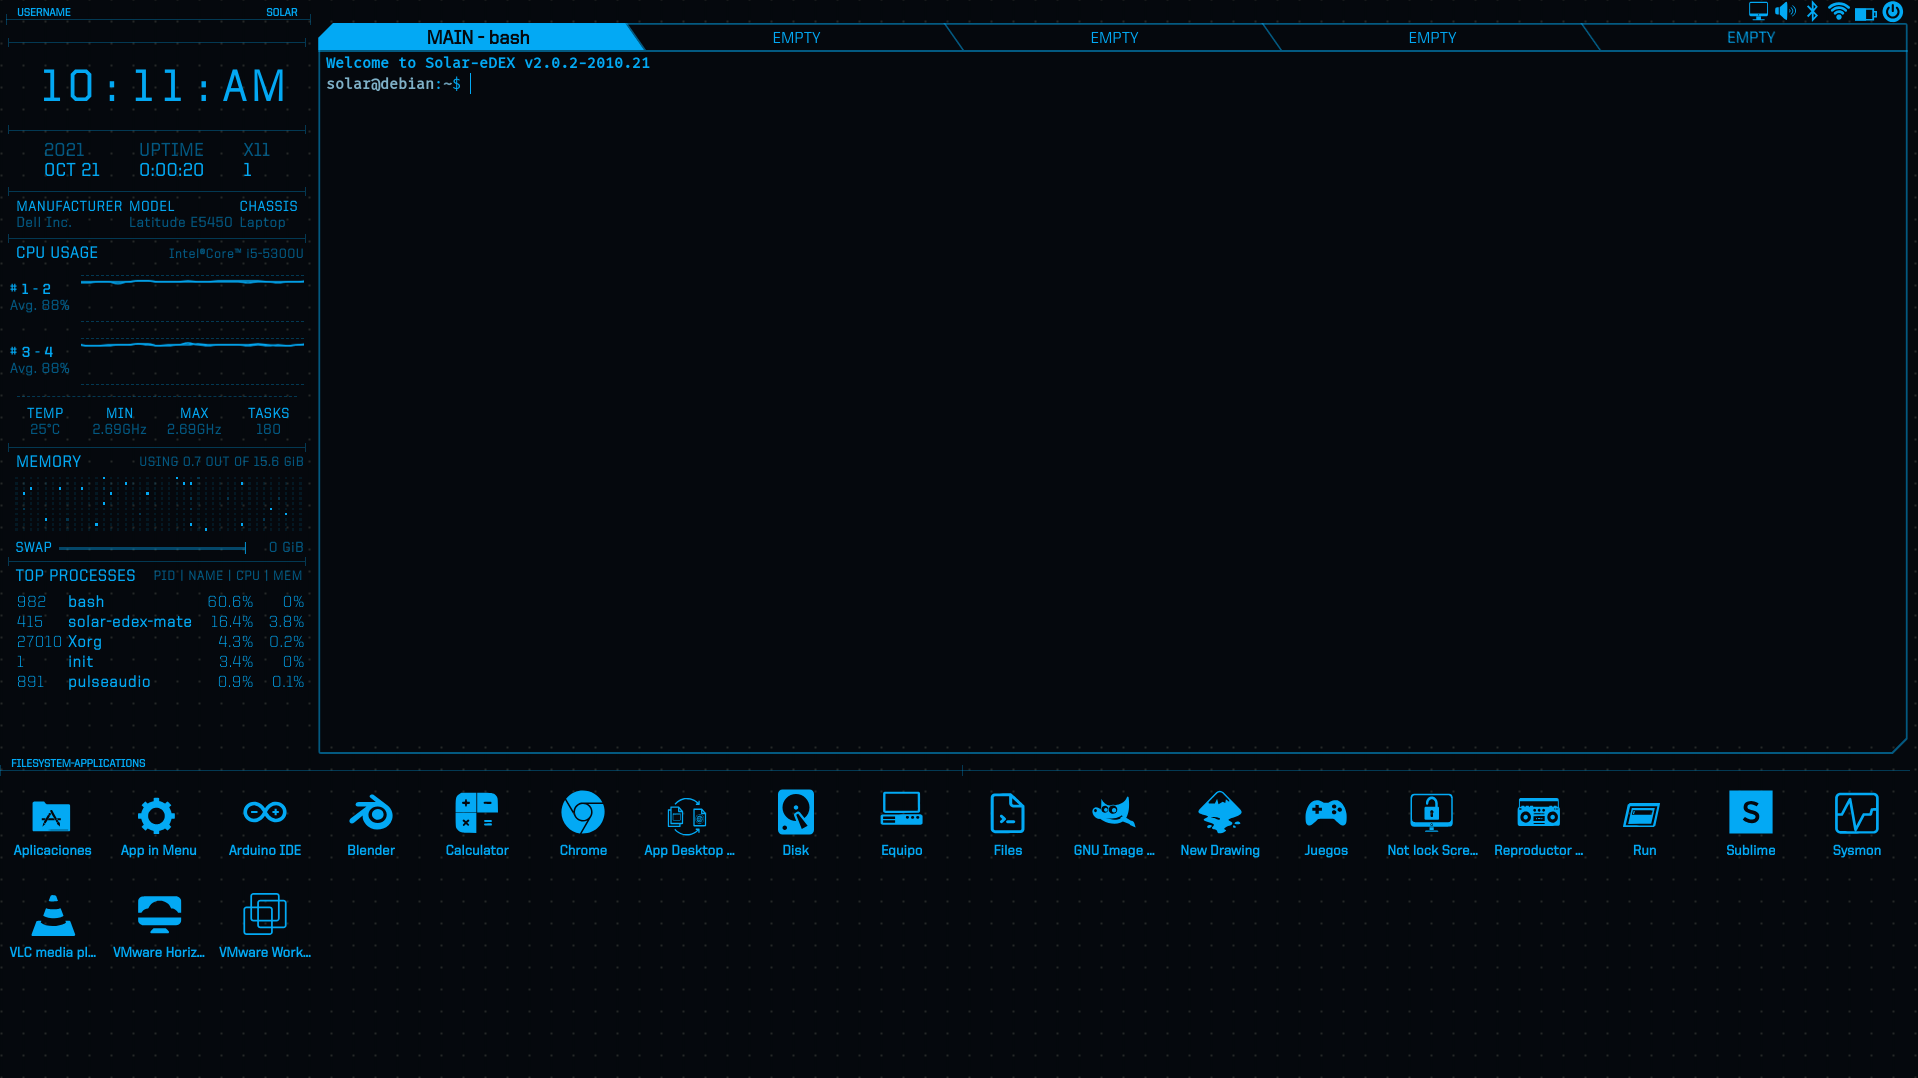 USERNAME SOLAR
MAIN - bash EMPTY EMPTY EMPTY EMPTY
Welcome to Solar-eDEX v2.0.2-2010.21
solar@debian:~$
10:11:AM
2021 UPTIME X11
OCT 21 0:00:20 1
MANUFACTURER MODEL CHASSIS
Dell Inc. Latitude E5450 Laptop
CPU USAGE Intel®Core™ i5-5300U
# 1 - 2
Avg. 88%
# 3 - 4
Avg. 88%
TEMP MIN MAX TASKS
25°C 2.69GHz 2.69GHz 180
MEMORY USING 0.7 OUT OF 15.6 GiB
SWAP 0 GiB
TOP PROCESSES PID | NAME | CPU | MEM
982 bash 60.6% 0%
415 solar-edex-mate 16.4% 3.8%
27010 Xorg 4.3% 0.2%
1 init 3.4% 0%
891 pulseaudio 0.9% 0.1%
FILESYSTEM-APPLICATIONS
Aplicaciones App in Menu Arduino IDE Blender Calculator Chrome App Desktop ... Disk Equipo Files GNU Image ... New Drawing Juegos Not lock Scre... Reproductor ... Run Sublime Sysmon
VLC media pl... VMware Horiz... VMware Work...